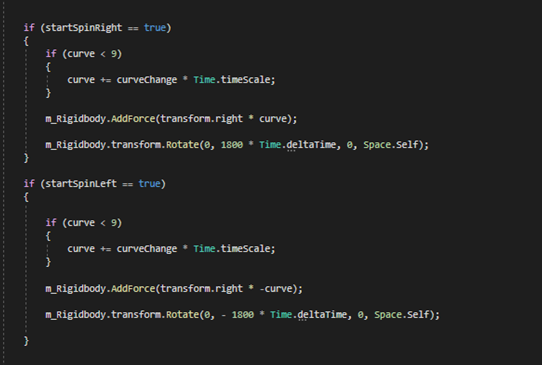 if (startSpinRight == true)
{
if (curve < 9)
{
curve += curveChange * Time.timeScale;
}
m_Rigidbody.AddForce(transform.right * curve);
m_Rigidbody.transform.Rotate(0, 1800 * Time.deltaTime, 0, Space.Self);
}
if (startSpinLeft == true)
{
if (curve < 9)
{
curve += curveChange * Time.timeScale;
}
m_Rigidbody.AddForce(transform.right * -curve);
m_Rigidbody.transform.Rotate(0, - 1800 * Time.deltaTime, 0, Space.Self);
}